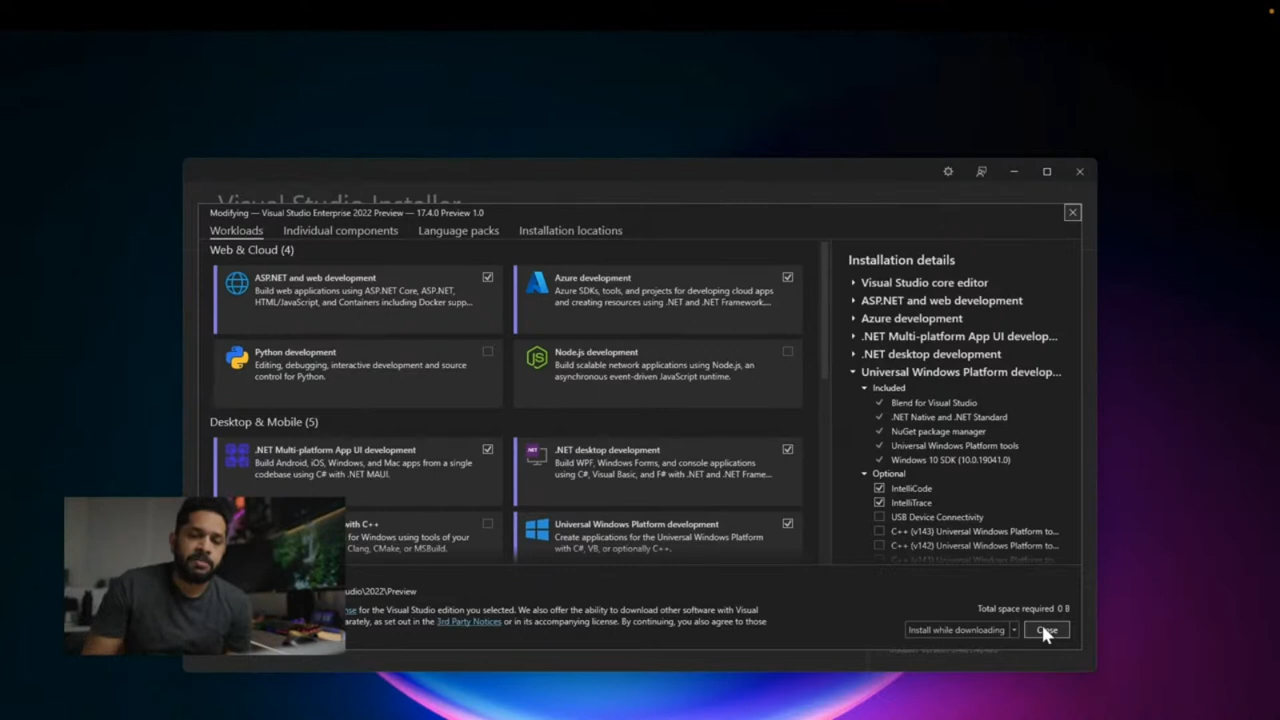 Visual Studio Installer
Modifying — Visual Studio Enterprise 2022 Preview — 17.4.0 Preview 1.0
Workloads
Individual components
Language packs
Installation locations
Web & Cloud (4)
ASP.NET and web development
Build web applications using ASP.NET Core, ASP.NET,
HTML/JavaScript, and Containers including Docker supp...
Azure development
Azure SDKs, tools, and projects for developing cloud apps
and creating resources using .NET and .NET Framework....
Python development
Editing, debugging, interactive development and source
control for Python.
Node.js development
Build scalable network applications using Node.js, an
asynchronous event-driven JavaScript runtime.
Desktop & Mobile (5)
.NET Multi-platform App UI development
Build Android, iOS, Windows, and Mac apps from a single
codebase using C# with .NET MAUI.
.NET desktop development
Build WPF, Windows Forms, and console applications
using C#, Visual Basic, and F# with .NET and .NET Frame...
with C++
for Windows using tools of your
Clang, CMake, or MSBuild.
Universal Windows Platform development
Create applications for the Universal Windows Platform
with C#, VB, or optionally C++.
Installation details
Visual Studio core editor
ASP.NET and web development
Azure development
.NET Multi-platform App UI develop...
.NET desktop development
Universal Windows Platform develop...
Included
Blend for Visual Studio
.NET Native and .NET Standard
NuGet package manager
Universal Windows Platform tools
Windows 10 SDK (10.0.19041.0)
Optional
IntelliCode
IntelliTrace
USB Device Connectivity
C++ (v143) Universal Windows Platform to...
C++ (v142) Universal Windows Platform to...
udio\2022\Preview
nse for the Visual Studio edition you selected. We also offer the ability to download other software with Visual
arately, as set out in the 3rd Party Notices or in its accompanying license. By continuing, you also agree to those
Total space required 0 B
Install while downloading
Close